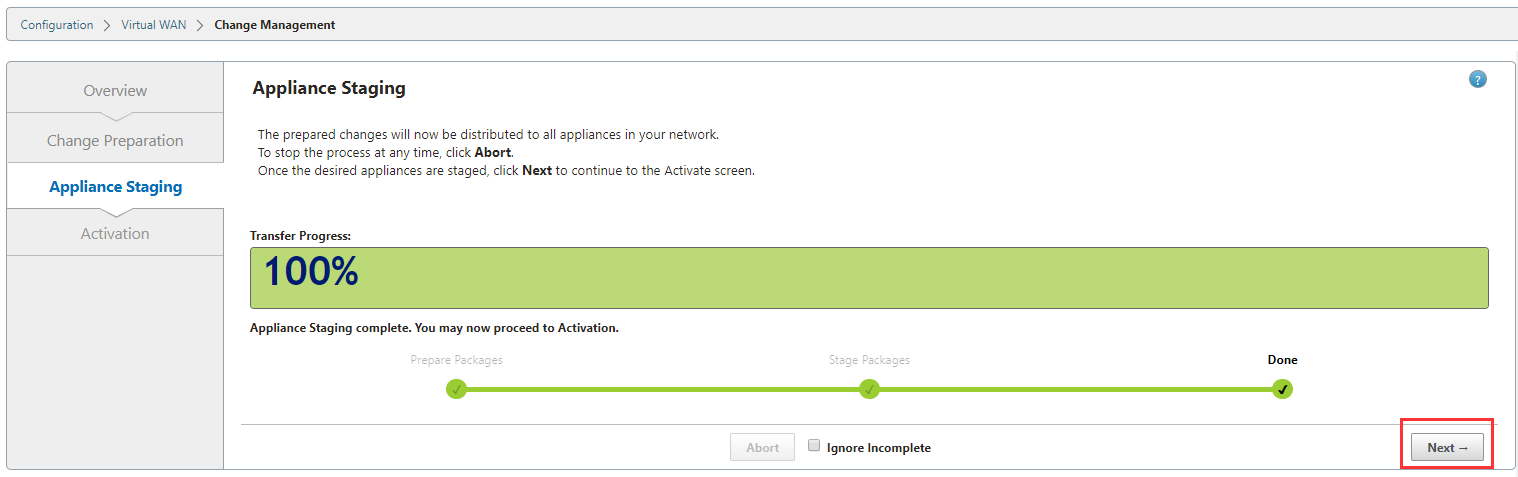 Configuration > Virtual WAN > Change Management
Overview
Change Preparation
Appliance Staging
Activation
Appliance Staging
?
The prepared changes will now be distributed to all appliances in your network.
To stop the process at any time, click Abort.
Once the desired appliances are staged, click Next to continue to the Activate screen.
Transfer Progress:
100%
Appliance Staging complete. You may now proceed to Activation.
Prepare Packages Stage Packages Done
Abort Ignore Incomplete Next →